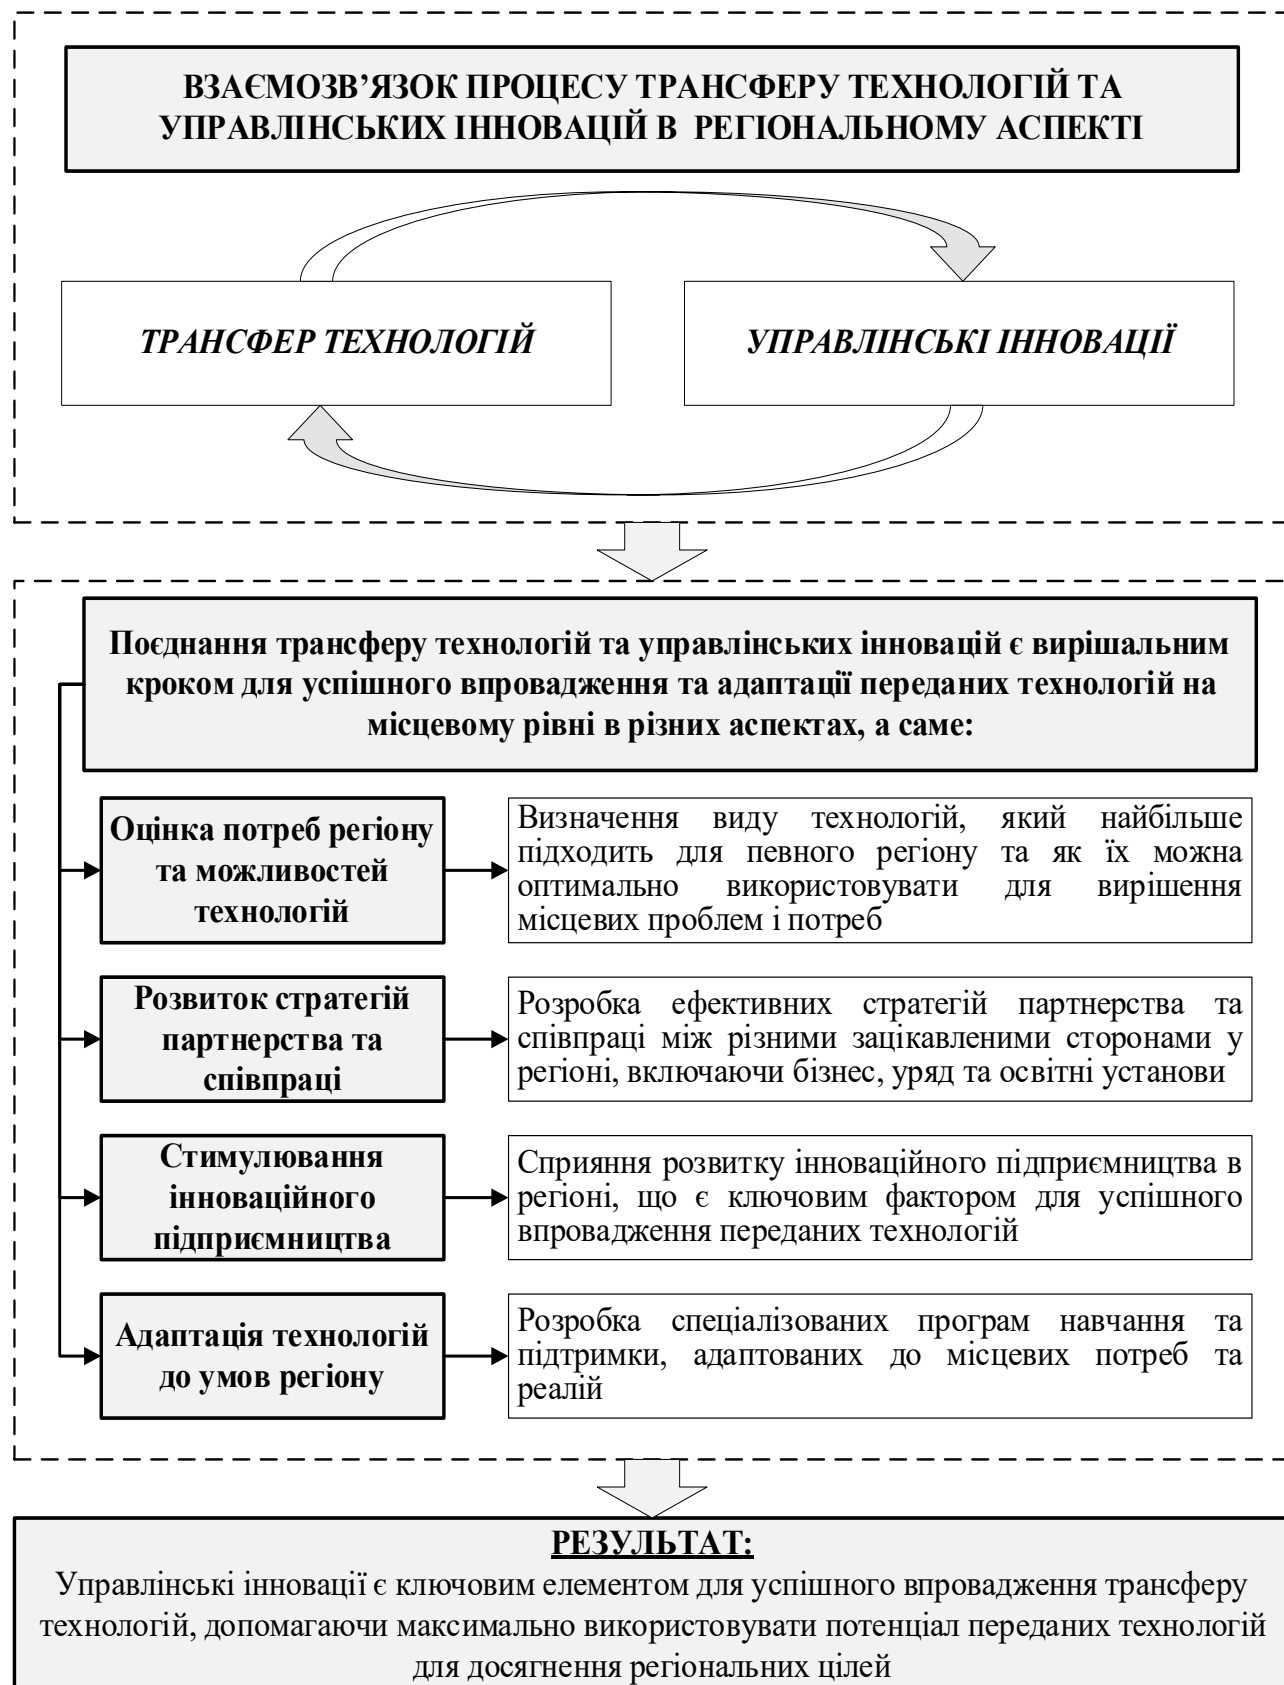 ВЗАЄМОЗВ’ЯЗОК ПРОЦЕСУ ТРАНСФЕРУ ТЕХНОЛОГІЙ ТА
УПРАВЛІНСЬКИХ ІННОВАЦІЙ В РЕГІОНАЛЬНОМУ АСПЕКТІ
ТРАНСФЕР ТЕХНОЛОГІЙ
УПРАВЛІНСЬКІ ІННОВАЦІЇ
Поєднання трансферу технологій та управлінських інновацій є вирішальним
кроком для успішного впровадження та адаптації переданих технологій на
місцевому рівні в різних аспектах, а саме:
Оцінка потреб регіону
та можливостей
технологій
Визначення виду технологій, який найбільше
підходить для певного регіону та як їх можна
оптимально використовувати для вирішення
місцевих проблем і потреб
Розвиток стратегій
партнерства та
співпраці
Розробка ефективних стратегій партнерства та
співпраці між різними зацікавленими сторонами у
регіоні, включаючи бізнес, уряд та освітні установи
Стимулювання
інноваційного
підприємництва
Сприяння розвитку інноваційного підприємництва в
регіоні, що є ключовим фактором для успішного
впровадження переданих технологій
Адаптація технологій
до умов регіону
Розробка спеціалізованих програм навчання та
підтримки, адаптованих до місцевих потреб та
реалій
РЕЗУЛЬТАТ:
Управлінські інновації є ключовим елементом для успішного впровадження трансферу
технологій, допомагаючи максимально використовувати потенціал переданих технологій
для досягнення регіональних цілей